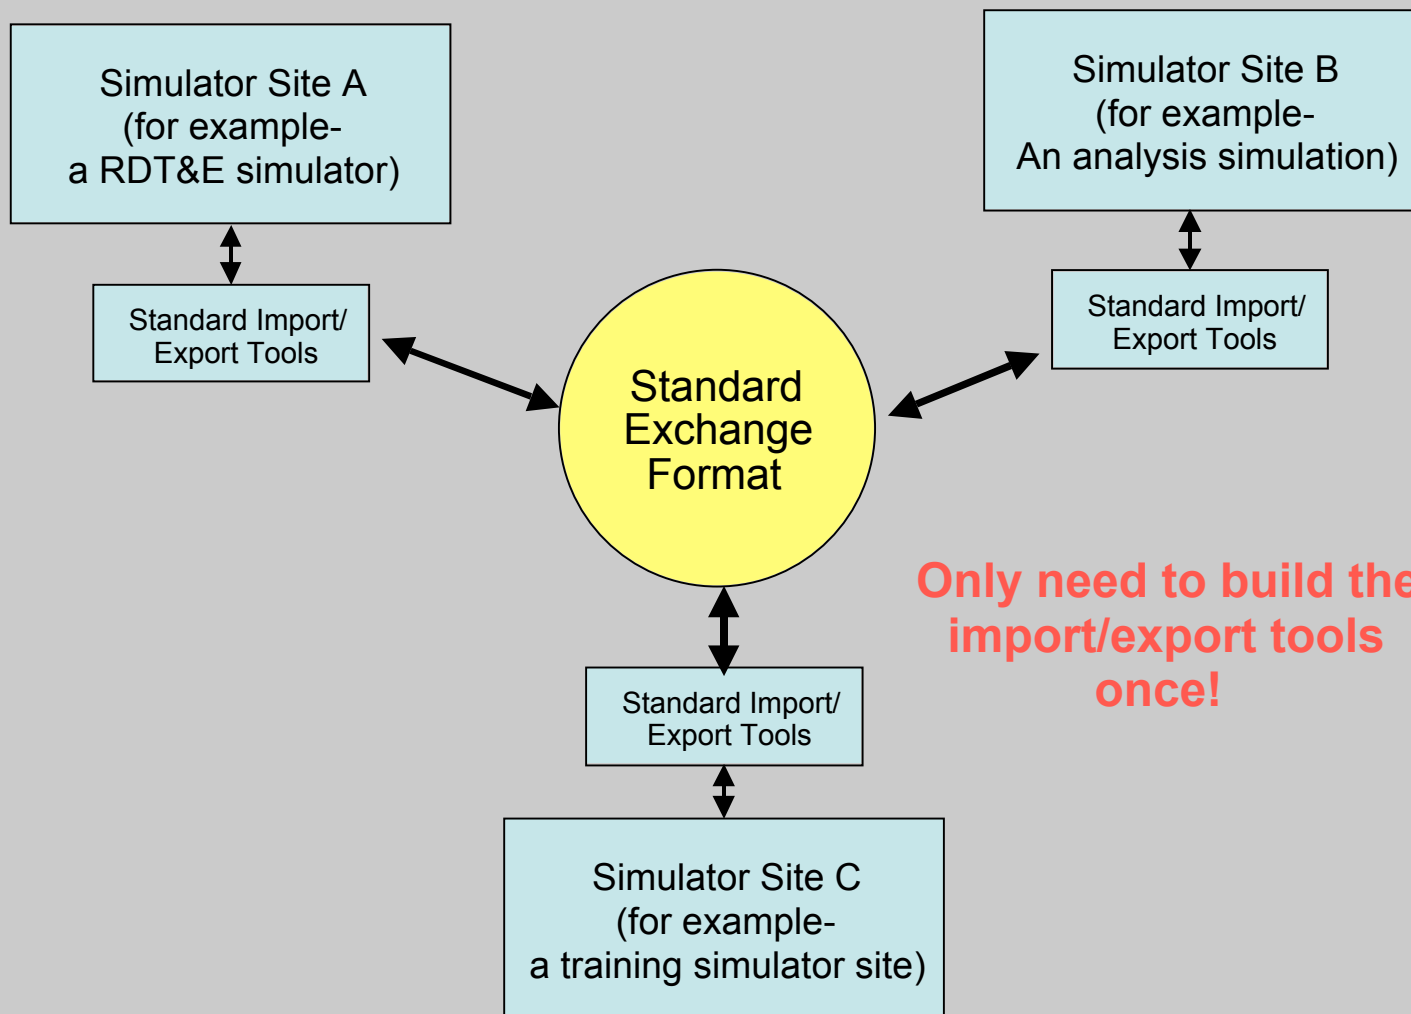 Simulator Site A
(for example-
a RDT&E simulator)
Simulator Site B
(for example-
An analysis simulation)
Standard Import/
Export Tools
Standard Import/
Export Tools
Standard
Exchange
Format
Only need to build the
import/export tools
once!
Standard Import/
Export Tools
Simulator Site C
(for example-
a training simulator site)